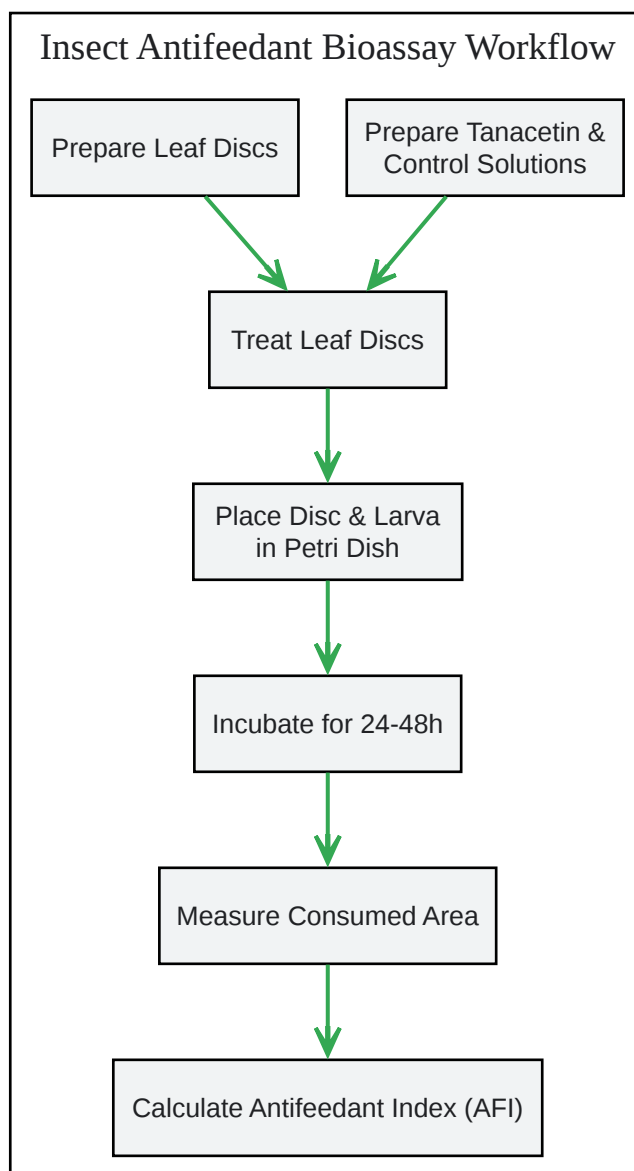 Insect Antifeedant Bioassay Workflow
Prepare Leaf Discs
Prepare Tanacetin &
Control Solutions
Treat Leaf Discs
Place Disc & Larva
in Petri Dish
Incubate for 24-48h
Measure Consumed Area
Calculate Antifeedant Index (AFI)